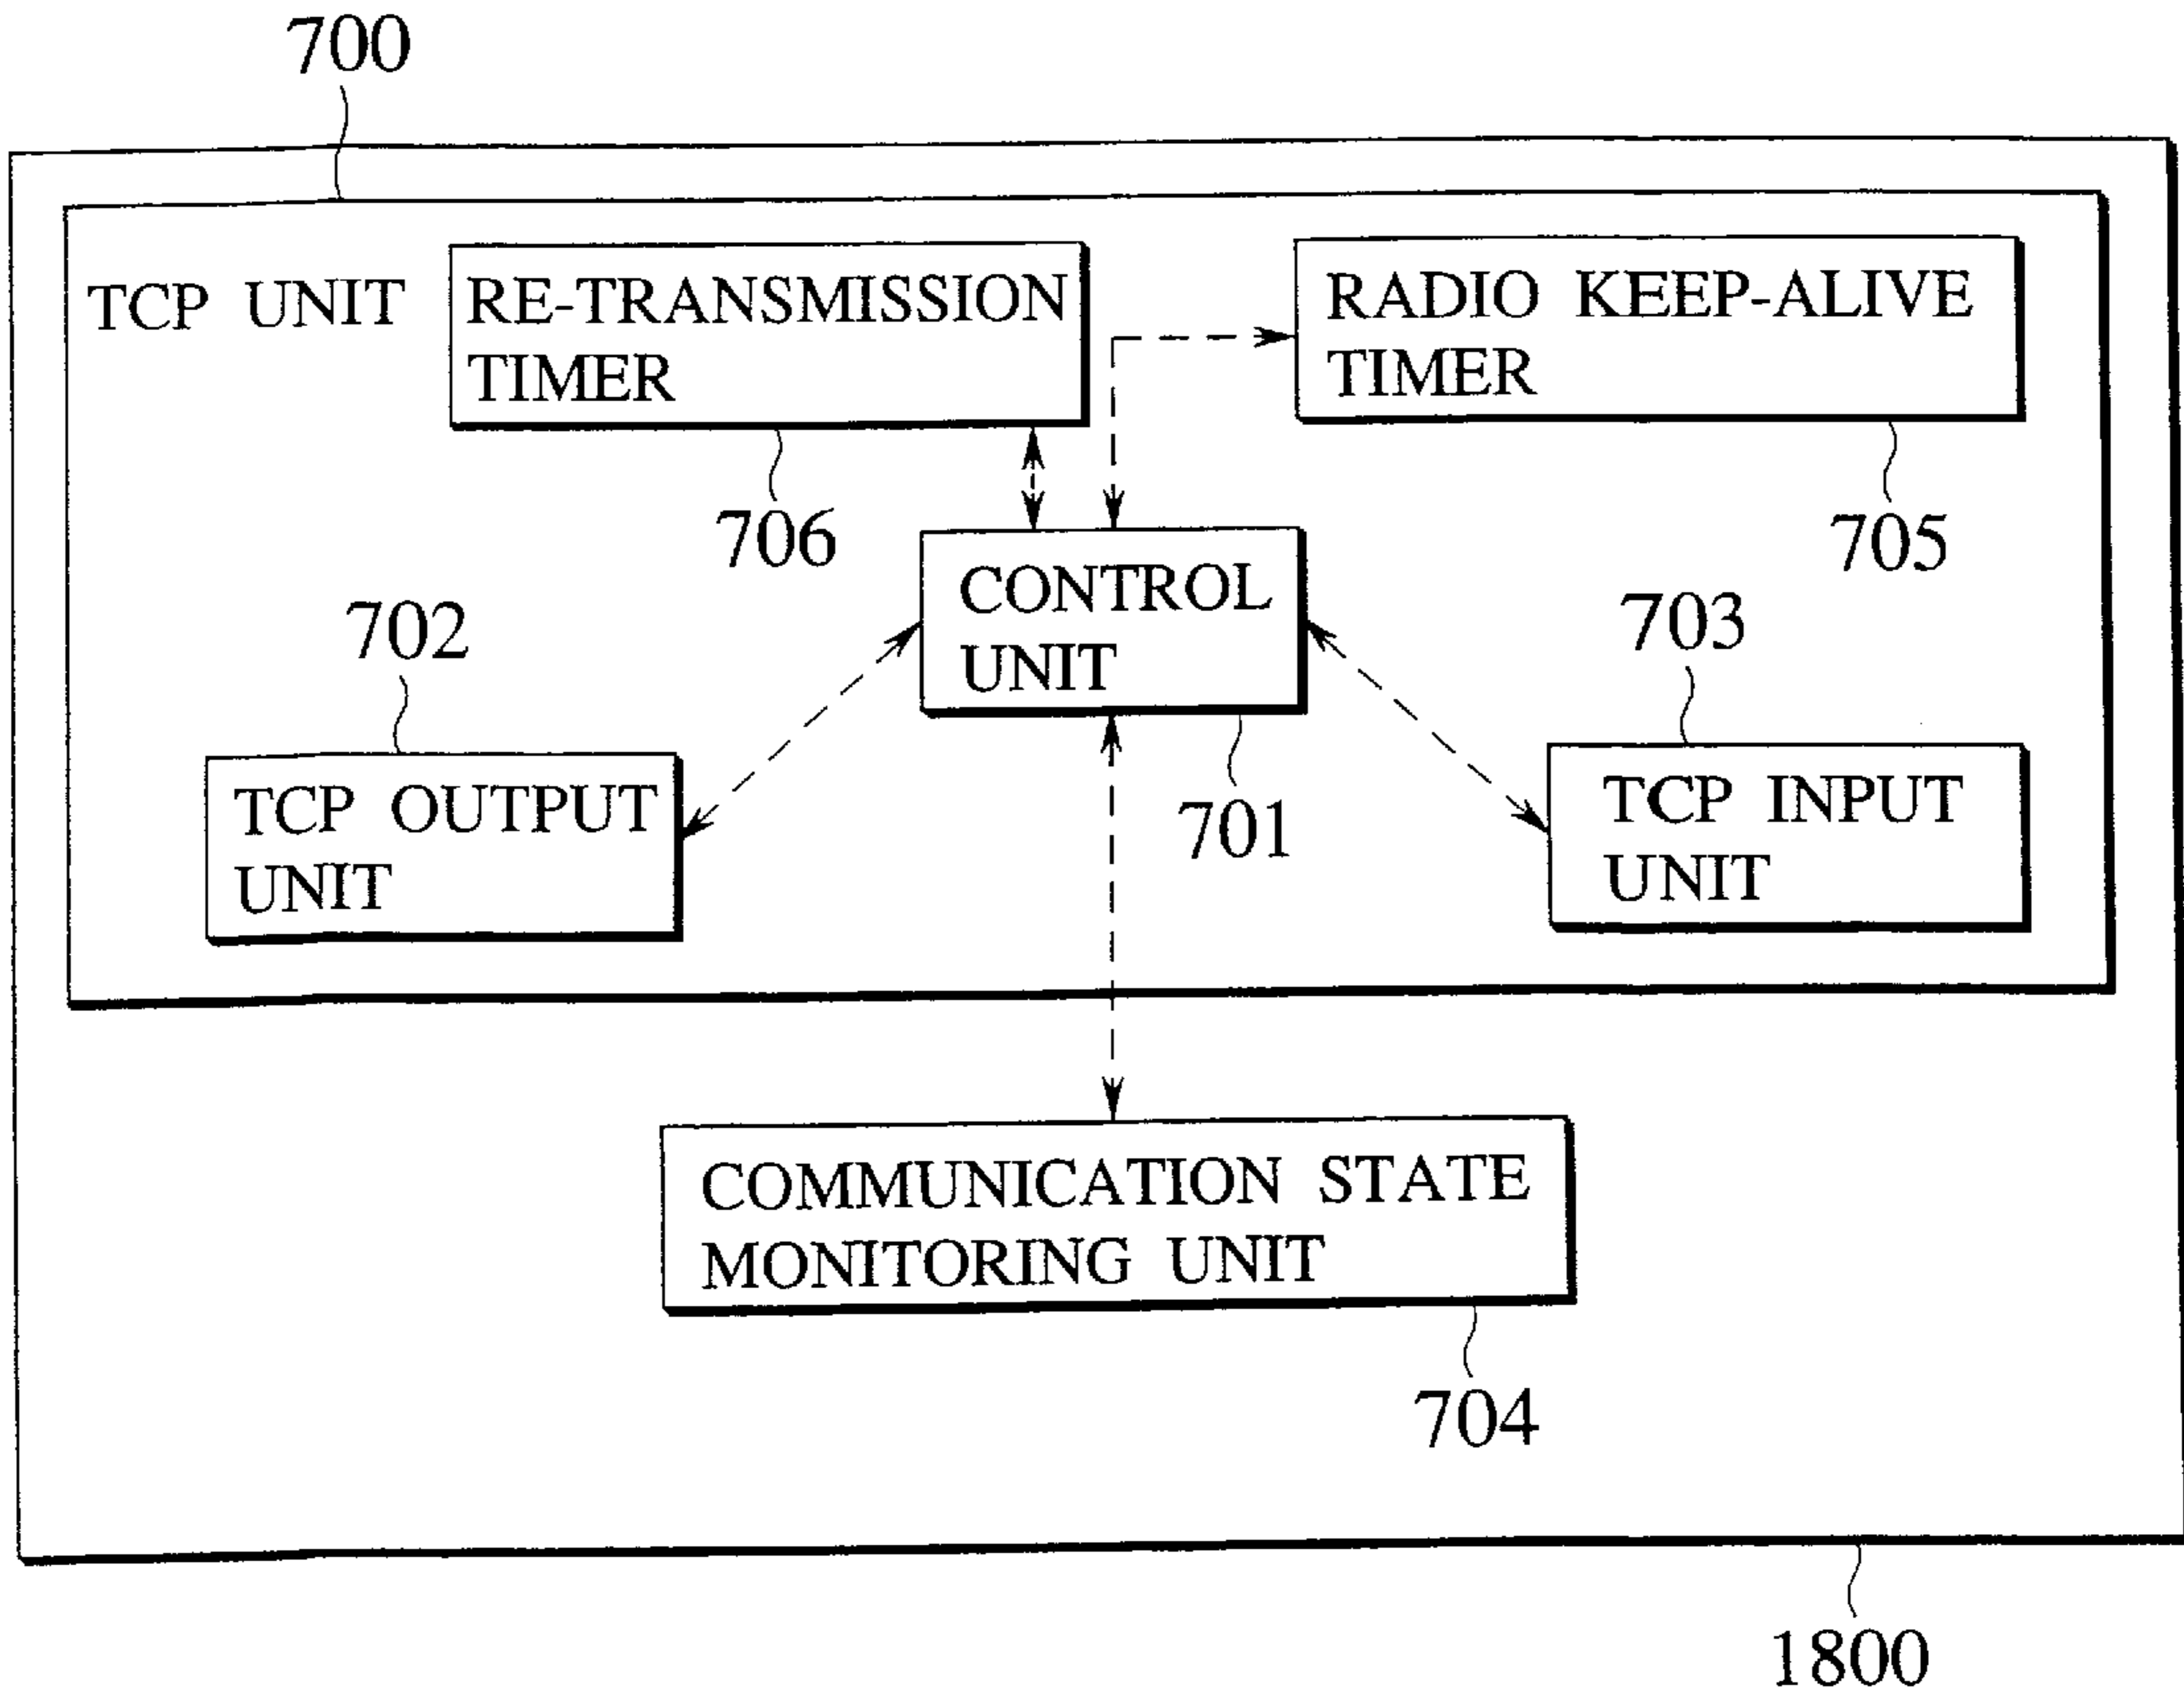 700
TCP UNIT
RE-TRANSMISSION
TIMER
RADIO KEEP-ALIVE
TIMER
706
705
CONTROL
UNIT
702
703
701
TCP OUTPUT
UNIT
TCP INPUT
UNIT
COMMUNICATION STATE
MONITORING UNIT
704
1800